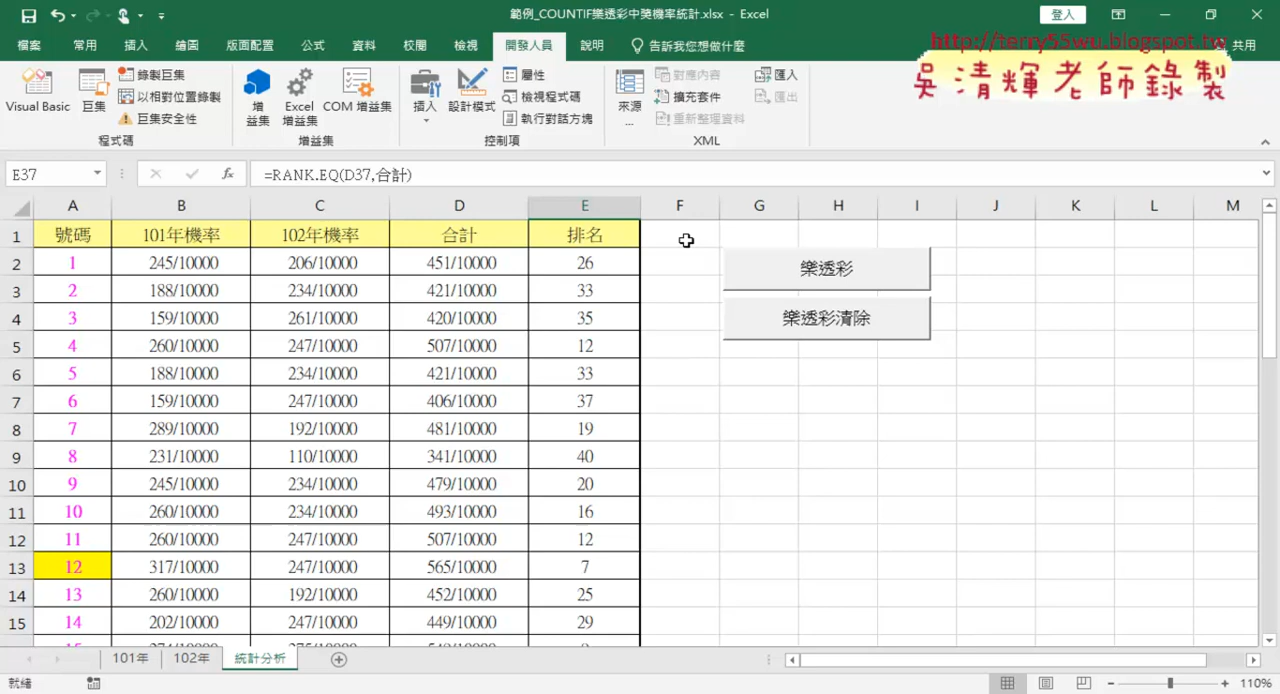 範例_COUNTIF樂透彩中獎機率統計.xlsx - Excel
登入
檔案 常用 插入 繪圖 版面配置 公式 資料 校閱 檢視 開發人員 說明 告訴我您想做什麼 共用
http://terry55wu.blogspot.tw
吳清輝老師錄製
Visual Basic 巨集 錄製巨集 以相對位置錄製 巨集安全性
增益集 Excel 增益集 COM 增益集
插入 設計模式 屬性 檢視程式碼 執行對話方塊
來源 ... 對應內容 擴充套件 重新整理資料 匯入 匯出
程式碼 增益集 控制項 XML
E37 fx =RANK.EQ(D37,合計)
A B C D E F G H I J K L M
1 號碼 101年機率 102年機率 合計 排名
2 1 245/10000 206/10000 451/10000 26
樂透彩
3 2 188/10000 234/10000 421/10000 33
4 3 159/10000 261/10000 420/10000 35
樂透彩清除
5 4 260/10000 247/10000 507/10000 12
6 5 188/10000 234/10000 421/10000 33
7 6 159/10000 247/10000 406/10000 37
8 7 289/10000 192/10000 481/10000 19
9 8 231/10000 110/10000 341/10000 40
10 9 245/10000 234/10000 479/10000 20
11 10 260/10000 234/10000 493/10000 16
12 11 260/10000 247/10000 507/10000 12
13 12 317/10000 247/10000 565/10000 7
14 13 260/10000 192/10000 452/10000 25
15 14 202/10000 247/10000 449/10000 29
101年 102年 統計分析
就緒 110%